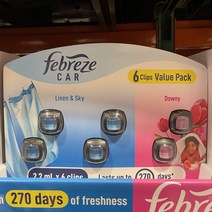 febreze
CAR
6 Clips Value Pack
Linen & Sky
Downy
2.2 mL x 6 clips
Lasts up to 270 days
270 days of freshness
febreze